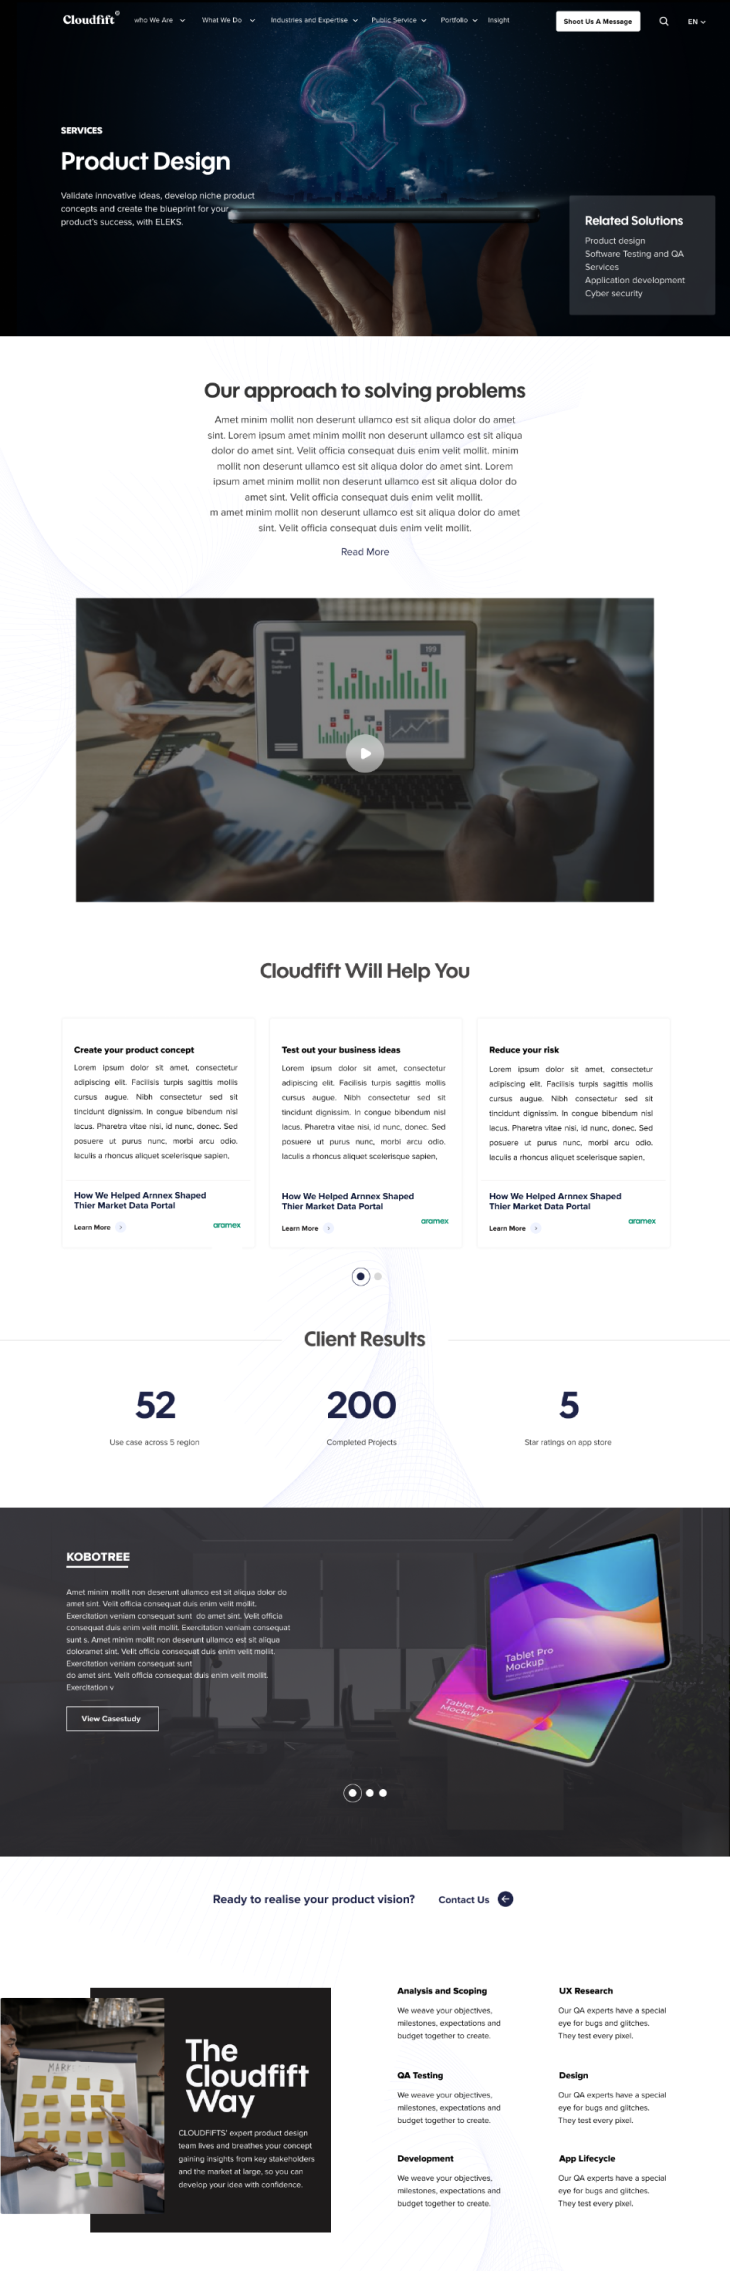 Cloudfift
who We Are
What We Do
Industries and Expertise
Public Service
Portfolio
Insight
Shoot Us A Message
EN
SERVICES
Product Design
Validate innovative ideas, develop niche product
concepts and create the blueprint for your
product's success, with ELEKS.
Related Solutions
Product design
Software Testing and QA
Services
Application development
Cyber security
Our approach to solving problems
Amet minim mollit non deserunt ullamco est sit aliqua dolor do amet
sint. Lorem ipsum amet minim mollit non deserunt ullamco est sit aliqua
dolor do amet sint. Velit officia consequat duis enim velit mollit. minim
mollit non deserunt ullamco est sit aliqua dolor do amet sint. Lorem
ipsum amet minim mollit non deserunt ullamco est sit aliqua dolor do
amet sint. Velit officia consequat duis enim velit mollit.
m amet minim mollit non deserunt ullamco est sit aliqua dolor do amet
sint. Velit officia consequat duis enim velit mollit.
Read More
199
Cloudfift Will Help You
Create your product concept
Lorem ipsum dolor sit amet, consectetur
adipiscing elit. Facilisis turpis sagittis mollis
cursus augue. Nibh consectetur sed sit
tincidunt dignissim. In congue bibendum nisl
lacus. Pharetra vitae nisi, id nunc, donec. Sed
posuere ut purus nunc, morbi arcu odio.
Iaculis a rhoncus aliquet scelerisque sapien,
How We Helped Arnnex Shaped
Thier Market Data Portal
Learn More
aramex
Test out your business ideas
Lorem ipsum dolor sit amet, consectetur
adipiscing elit. Facilisis turpis sagittis mollis
cursus augue. Nibh consectetur sed sit
tincidunt dignissim. In congue bibendum nisl
lacus. Pharetra vitae nisi, id nunc, donec. Sed
posuere ut purus nunc, morbi arcu odio.
Iaculis a rhoncus aliquet scelerisque sapien,
How We Helped Arnnex Shaped
Thier Market Data Portal
Learn More
aramex
Reduce your risk
Lorem ipsum dolor sit amet, consectetur
adipiscing elit. Facilisis turpis sagittis mollis
cursus augue. Nibh consectetur sed sit
tincidunt dignissim. In congue bibendum nisl
lacus. Pharetra vitae nisi, id nunc, donec. Sed
posuere ut purus nunc, morbi arcu odio.
Iaculis a rhoncus aliquet scelerisque sapien,
How We Helped Arnnex Shaped
Thier Market Data Portal
Learn More
aramex
Client Results
52
Use case across 5 region
200
Completed Projects
5
Star ratings on app store
KOBOTREE
Amet minim mollit non deserunt ullamco est sit aliqua dolor do
amet sint. Velit officia consequat duis enim velit mollit.
Exercitation veniam consequat sunt do amet sint. Velit officia
consequat duis enim velit mollit. Exercitation veniam consequat
sunt s. Amet minim mollit non deserunt ullamco est sit aliqua
doloramet sint. Velit officia consequat duis enim velit mollit.
Exercitation veniam consequat sunt
do amet sint. Velit officia consequat duis enim velit mollit.
Exercitation v
View Casestudy
Tablet Pro
Mockup
Tablet Pro
Mockup
Ready to realise your product vision?
Contact Us
MARK
The
Cloudfift
Way
CLOUDFIFTS' expert product design
team lives and breathes your concept
gaining insights from key stakeholders
and the market at large, so you can
develop your idea with confidence.
Analysis and Scoping
We weave your objectives,
milestones, expectations and
budget together to create.
UX Research
Our QA experts have a special
eye for bugs and glitches.
They test every pixel.
QA Testing
We weave your objectives,
milestones, expectations and
budget together to create.
Design
Our QA experts have a special
eye for bugs and glitches.
They test every pixel.
Development
We weave your objectives,
milestones, expectations and
budget together to create.
App Lifecycle
Our QA experts have a special
eye for bugs and glitches.
They test every pixel.